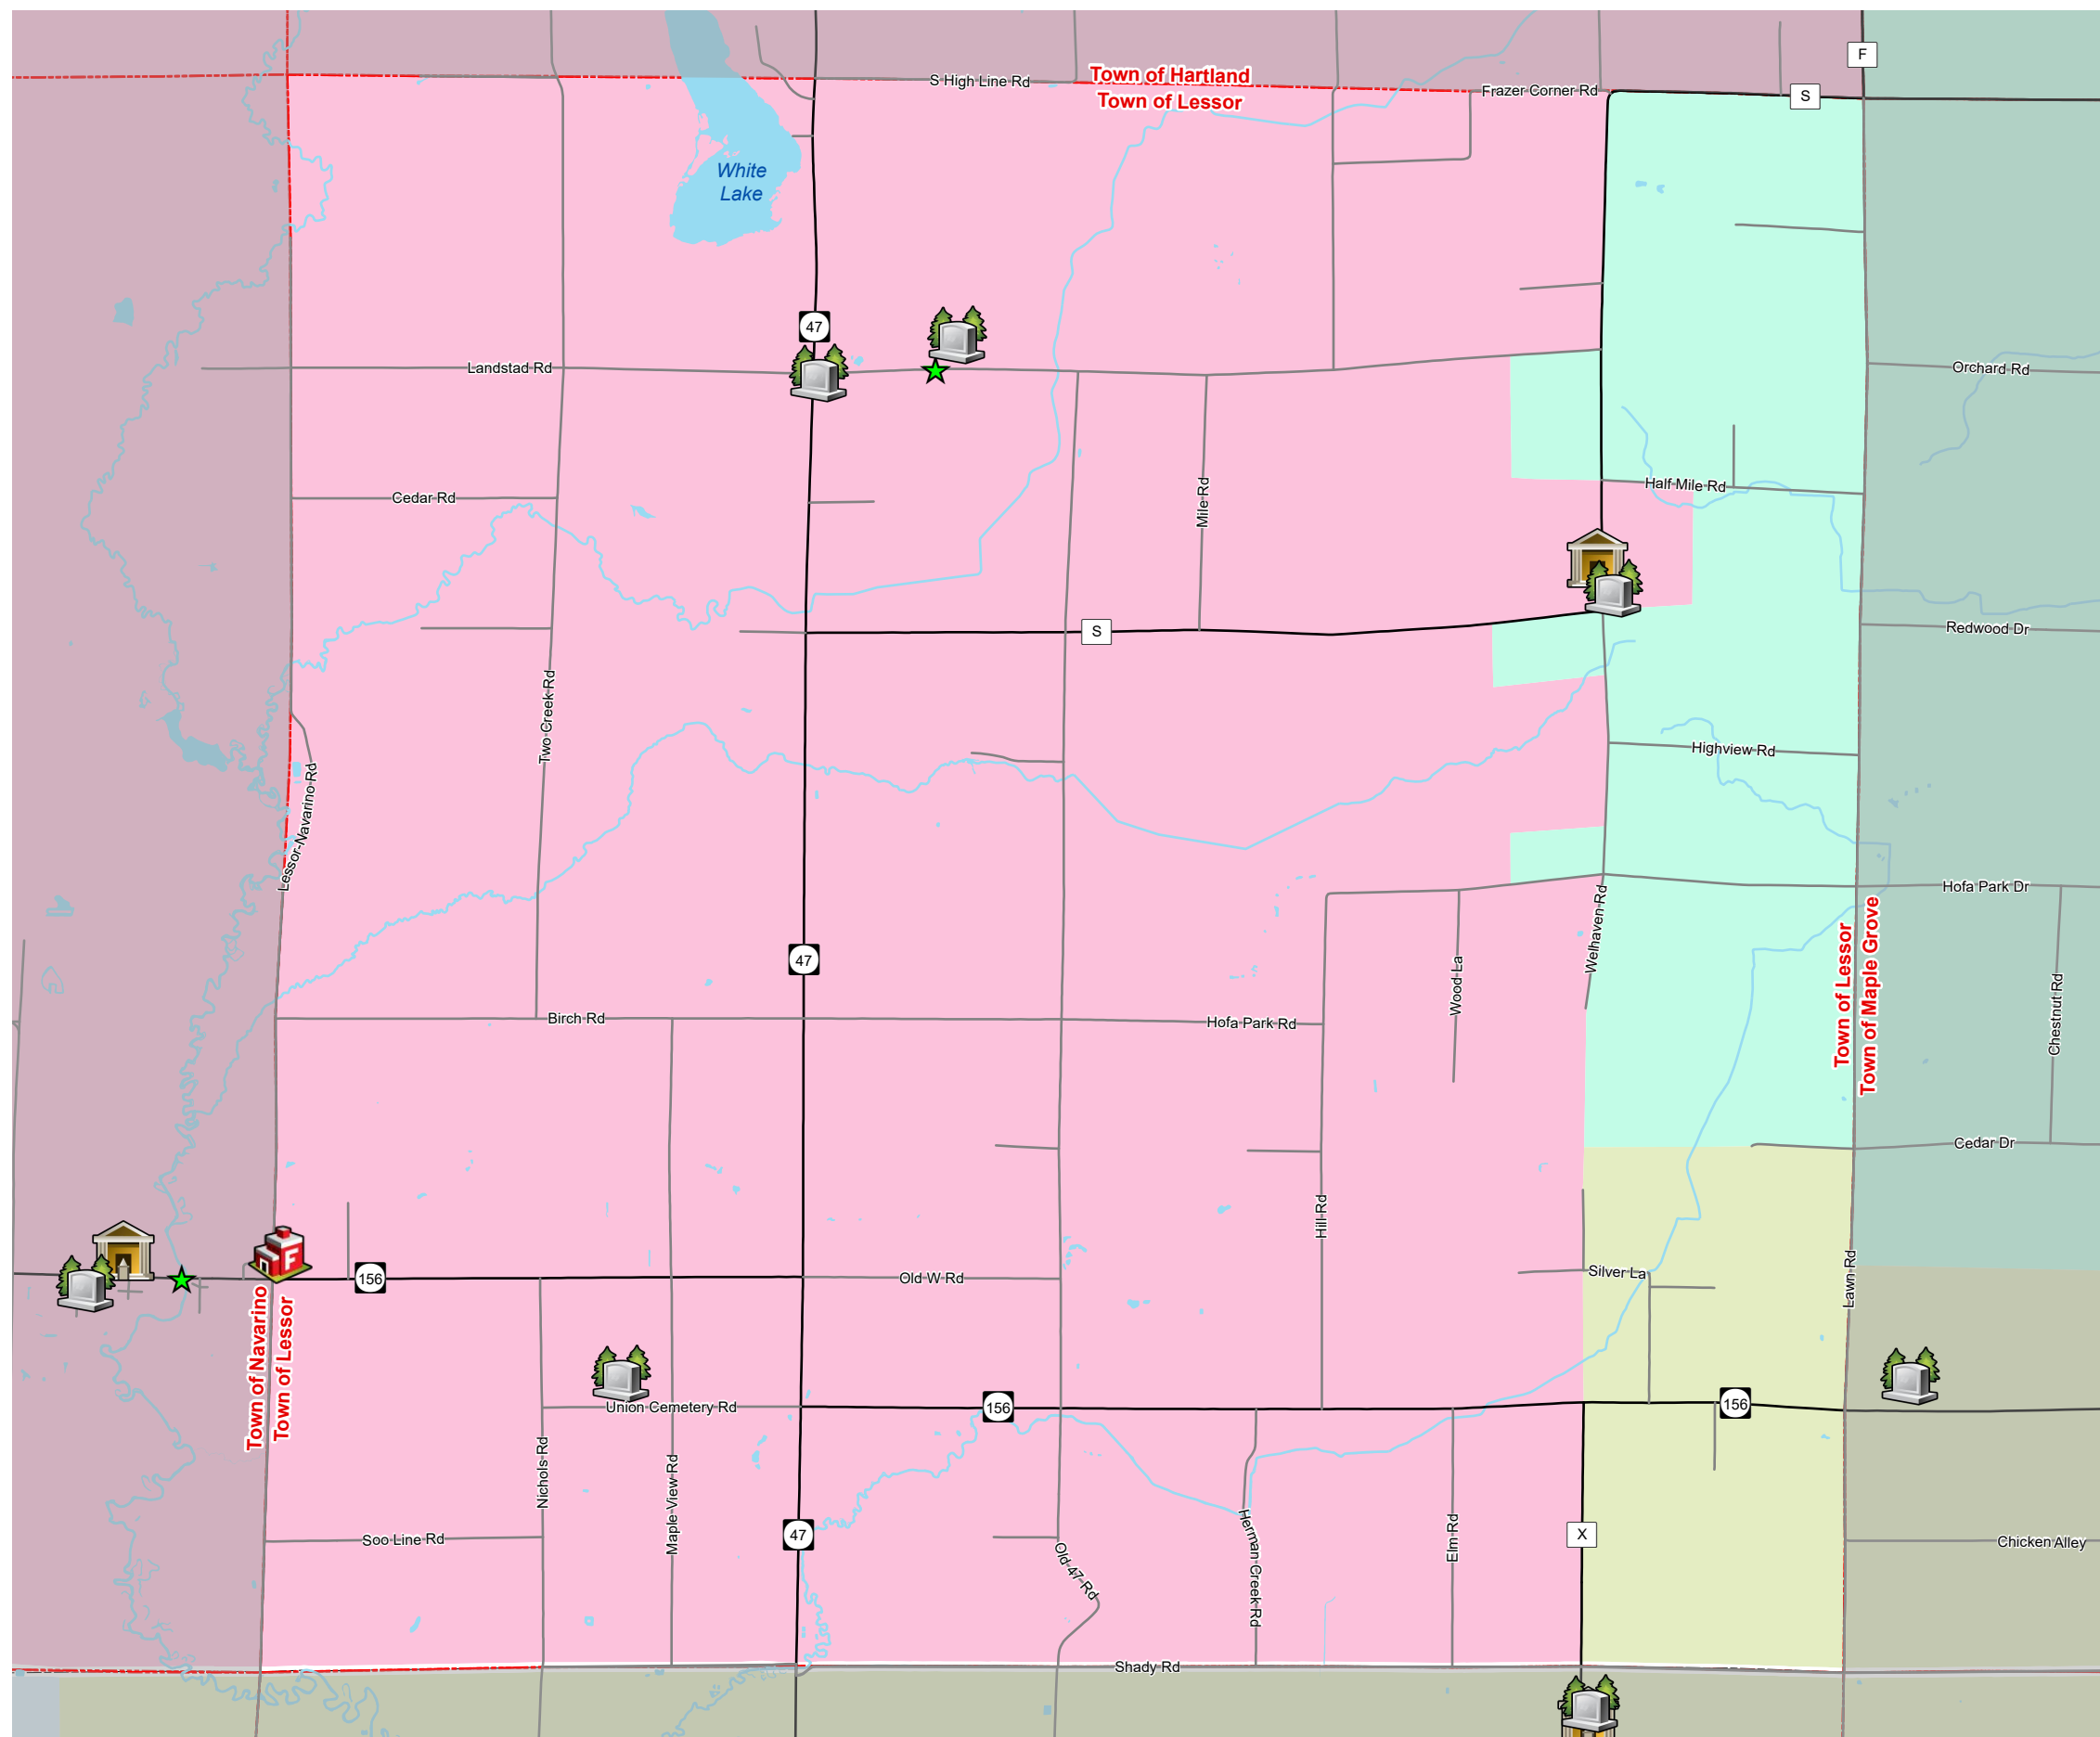 F
S High Line Rd
Town of Hartland
Town of Lessor
Frazer Corner Rd
S
White
Lake
47
Landstad Rd
Orchard Rd
Cedar Rd
Mile Rd
Half Mile Rd
S
Redwood Dr
Two Creek Rd
Highview Rd
Lessor-Navarino Rd
Hofa Park Dr
Welhaven Rd
Town of Lessor
Town of Maple Grove
47
Wood La
Chestnut Rd
Birch Rd
Hofa Park Rd
Cedar Dr
Hill Rd
F
156
Old W Rd
Silver La
Lawn Rd
Town of Navarino
Town of Lessor
Union Cemetery Rd
156
156
Nichols Rd
Maple View Rd
47
Soo Line Rd
Old 47 Rd
Herman Creek Rd
Elm Rd
X
Chicken Alley
Shady Rd